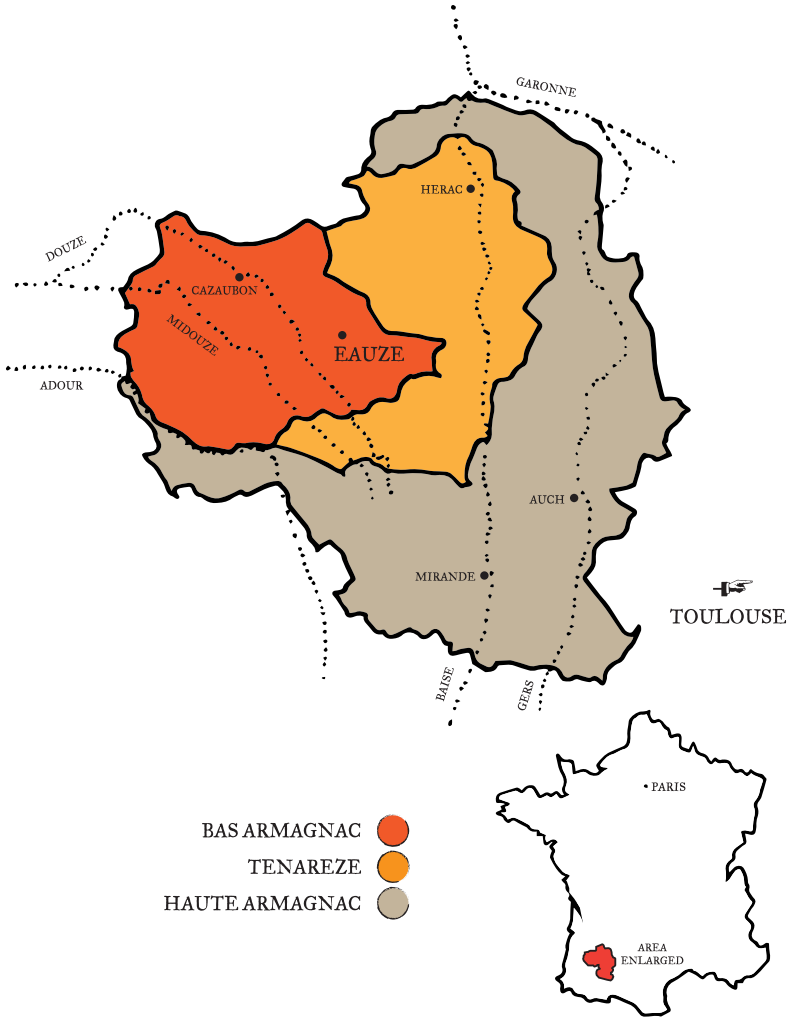 GARONNE
HERAC
DOUZE
CAZAUBON
MIDOUZE
EAUZE
ADOUR
AUCH
MIRANDE
TOULOUSE
BAISE
GERS
PARIS
BAS ARMAGNAC
TENAREZE
HAUTE ARMAGNAC
AREA
ENLARGED